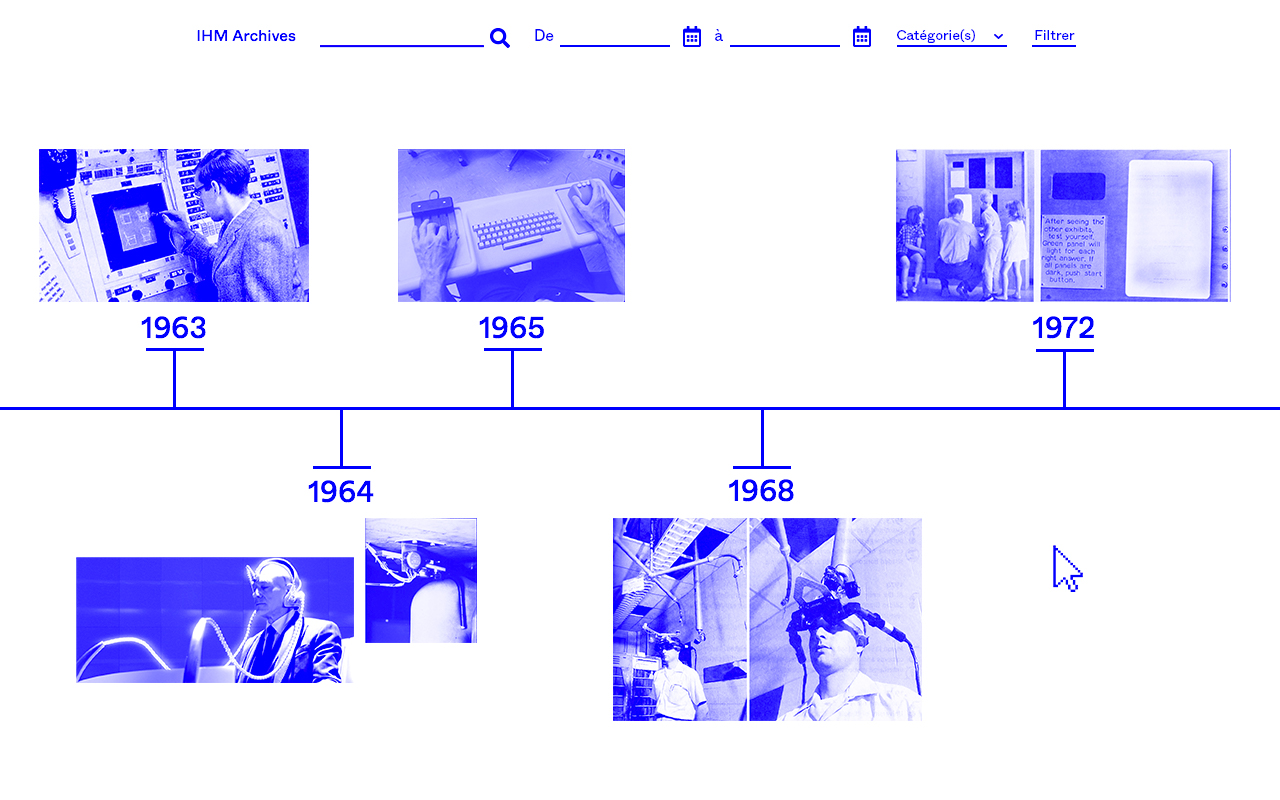 IHM Archives
De
à
Catégorie(s)
Filtrer
After seeing the
other exhibits,
test yourself.
Green panel will
light for each
right answer. If
all panels are
dark, push start
button.
1963
1965
1972
1964
1968